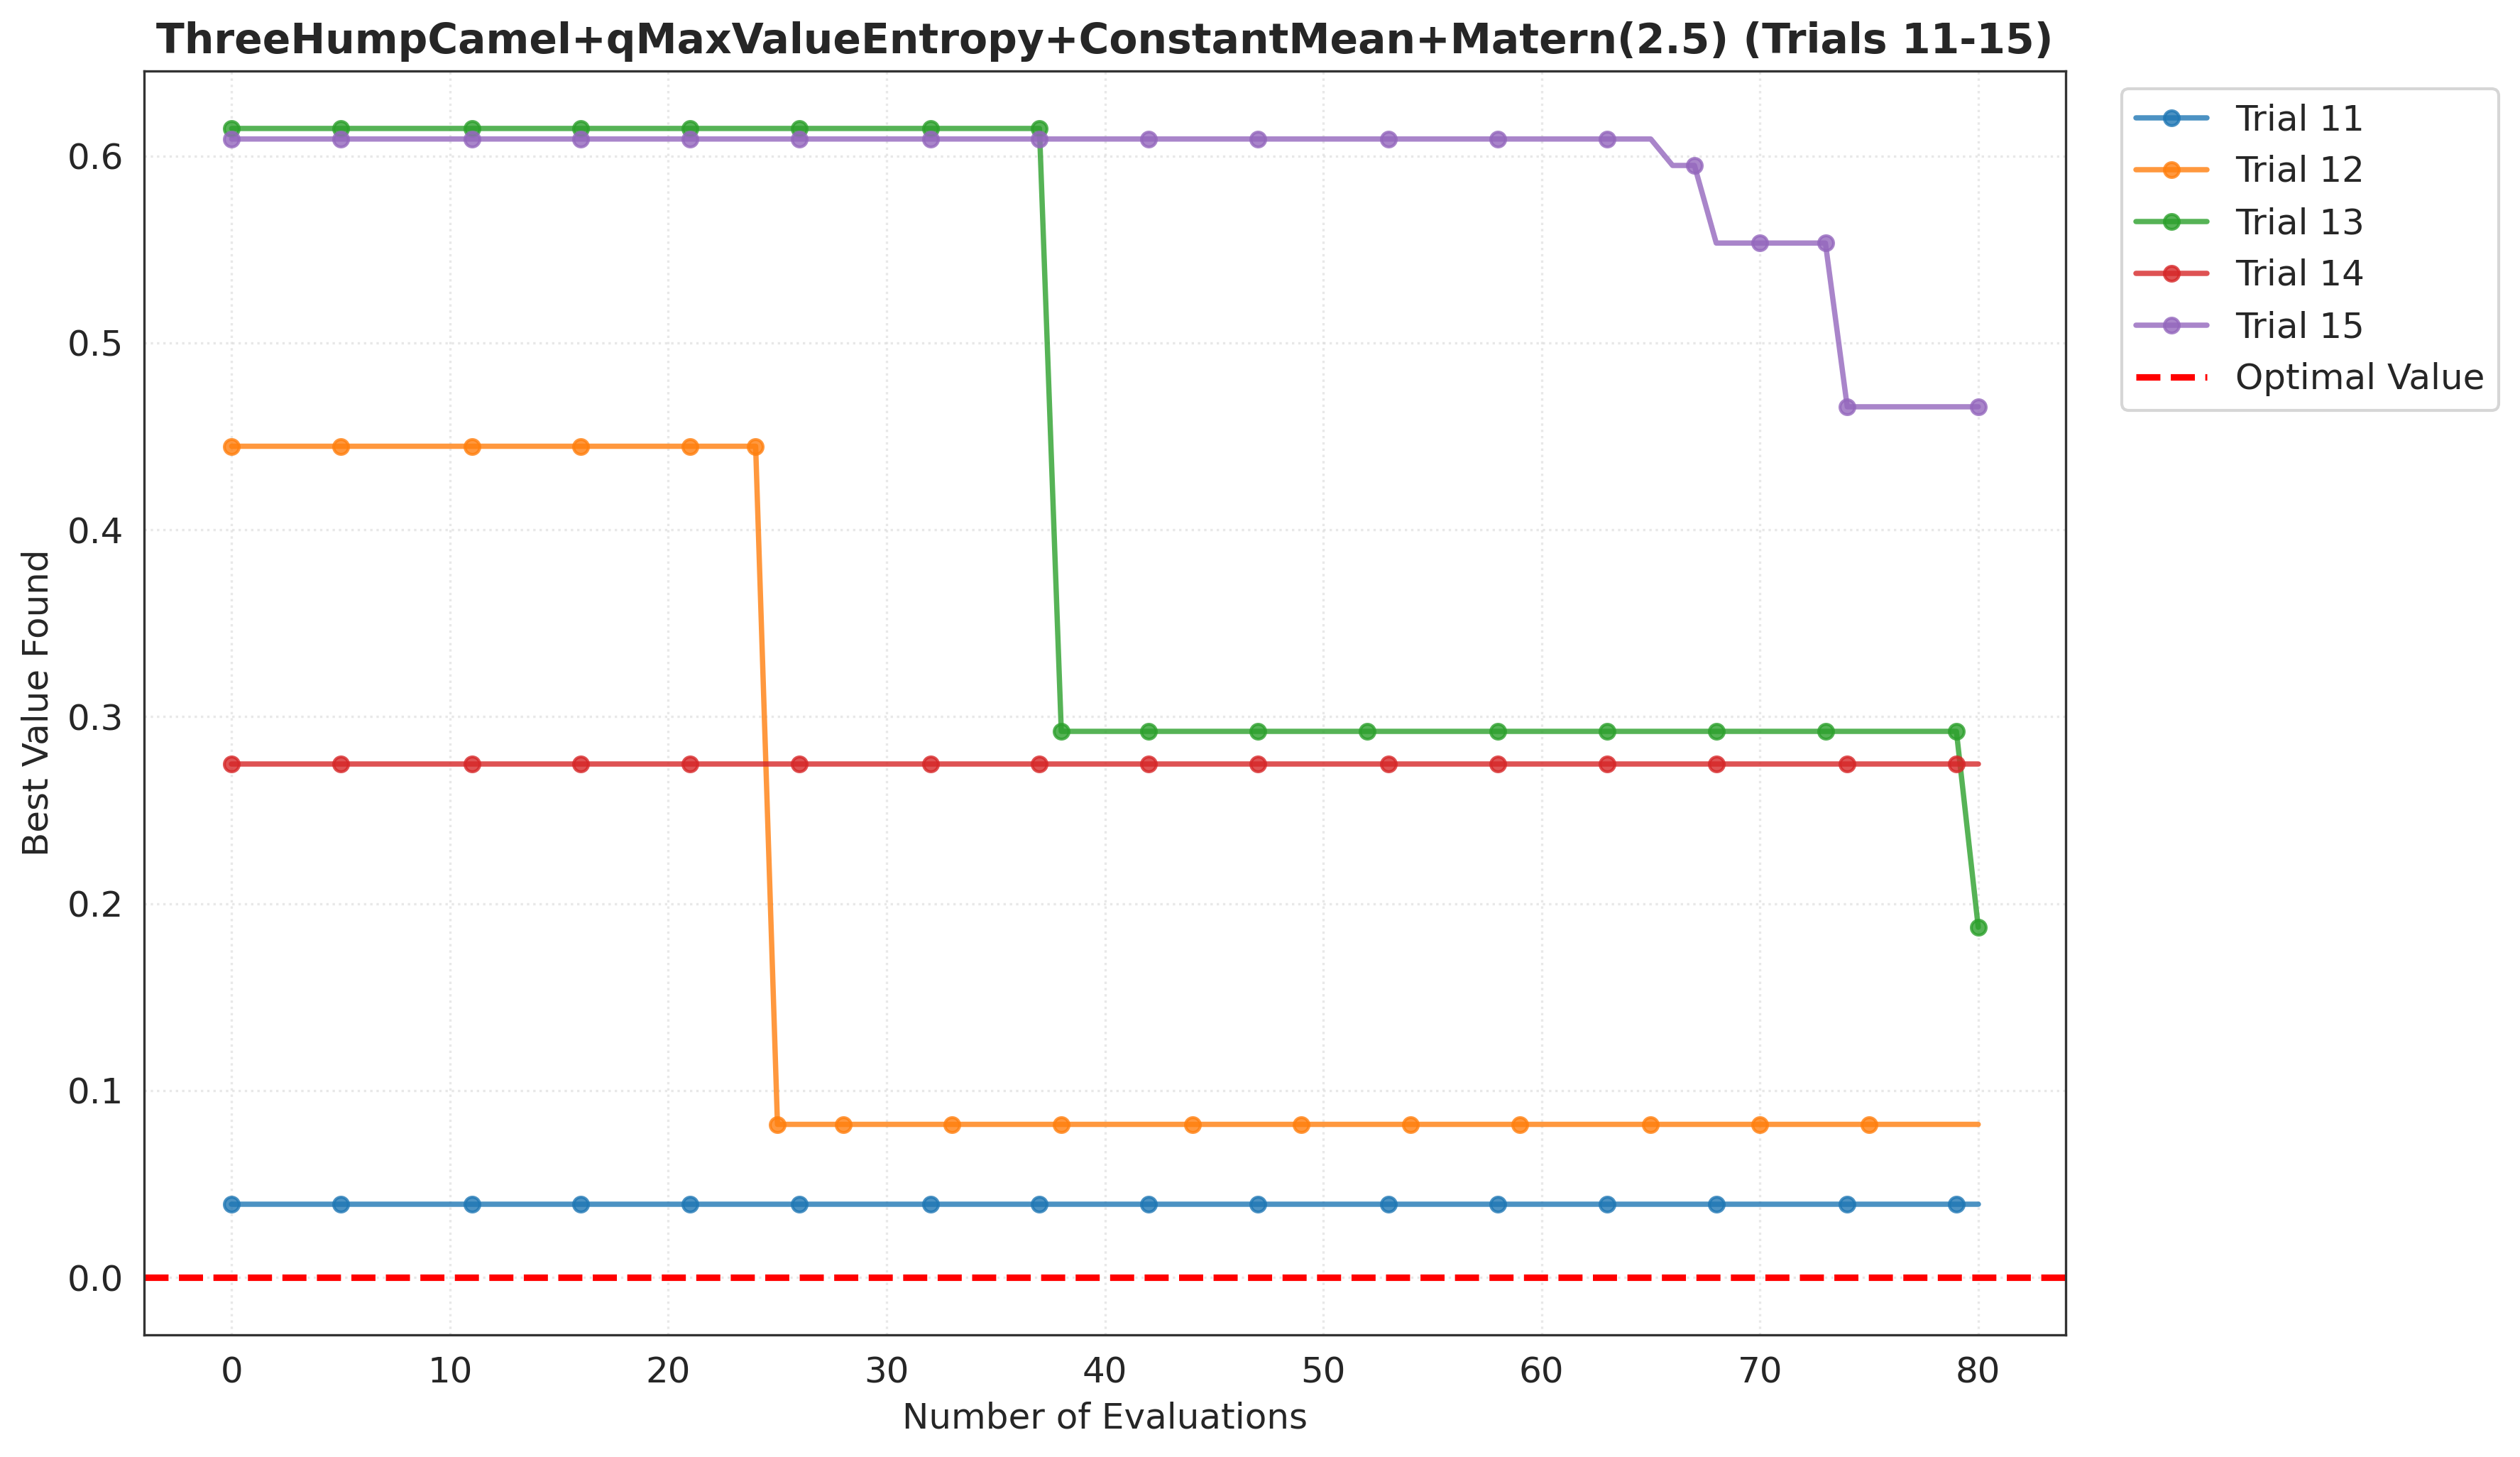 ThreeHumpCamel+qMaxValueEntropy+ConstantMean+Matern(2.5) (Trials 11-15)
Trial 11
Trial 12
Trial 13
Trial 14
Trial 15
Optimal Value
Best Value Found
0.6
0.5
0.4
0.3
0.2
0.1
0.0
0 10 20 30 40 50 60 70 80
Number of Evaluations